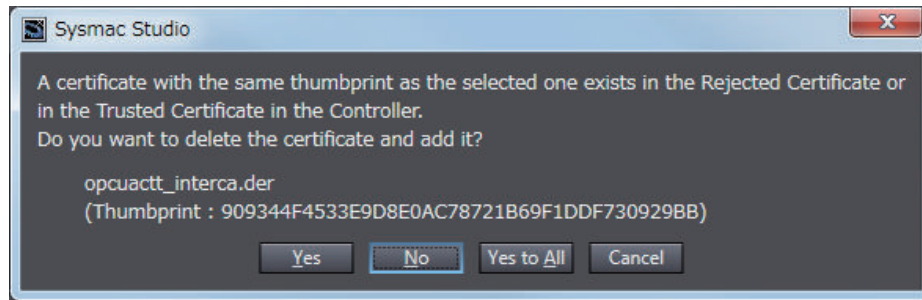 Sysmac Studio
A certificate with the same thumbprint as the selected one exists in the Rejected Certificate or
in the Trusted Certificate in the Controller.
Do you want to delete the certificate and add it?
opcuactt_interca.der
(Thumbprint : 909344F4533E9D8E0AC78721B69F1DDF730929BB)
Yes No Yes to All Cancel